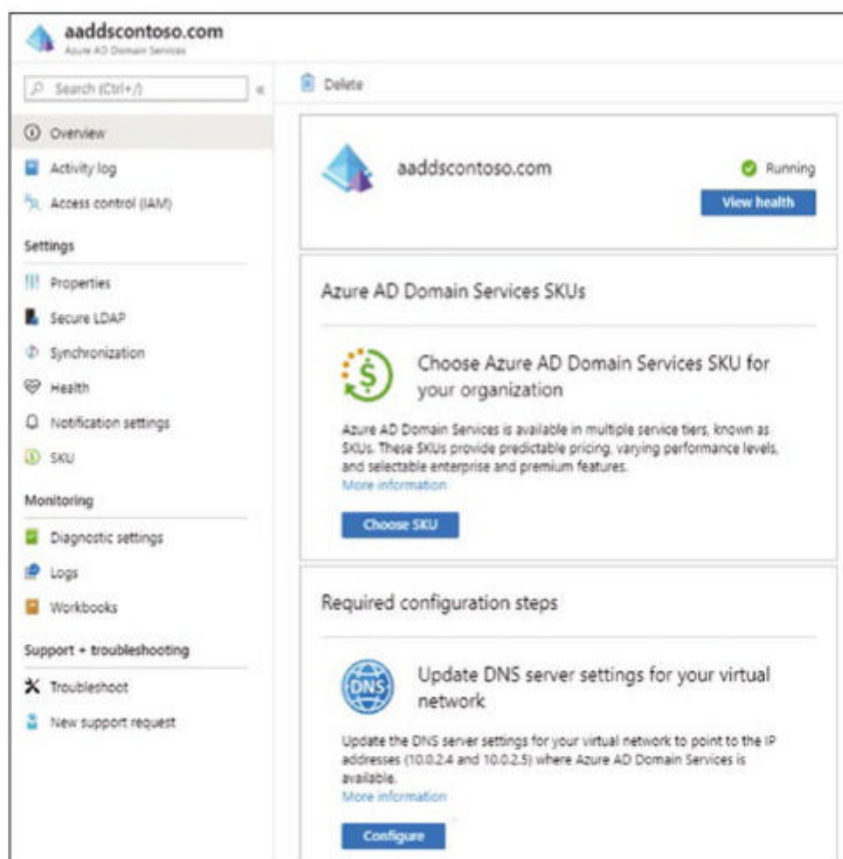 aaddscontoso.com
Azure AD Domain Services
Search (Ctrl+/)
«
Delete
Overview
Activity log
Access control (IAM)
Settings
Properties
Secure LDAP
Synchronization
Health
Notification settings
SKU
Monitoring
Diagnostic settings
Logs
Workbooks
Support + troubleshooting
Troubleshoot
New support request
aaddscontoso.com
Running
View health
Azure AD Domain Services SKUs
$
Choose Azure AD Domain Services SKU for
your organization
Azure AD Domain Services is available in multiple service tiers, known as
SKUs. These SKUs provide predictable pricing, varying performance levels,
and selectable enterprise and premium features.
More information
Choose SKU
Required configuration steps
DNS
Update DNS server settings for your virtual
network
Update the DNS server settings for your virtual network to point to the IP
addresses (10.0.2.4 and 10.0.2.5) where Azure AD Domain Services is
available.
More information
Configure